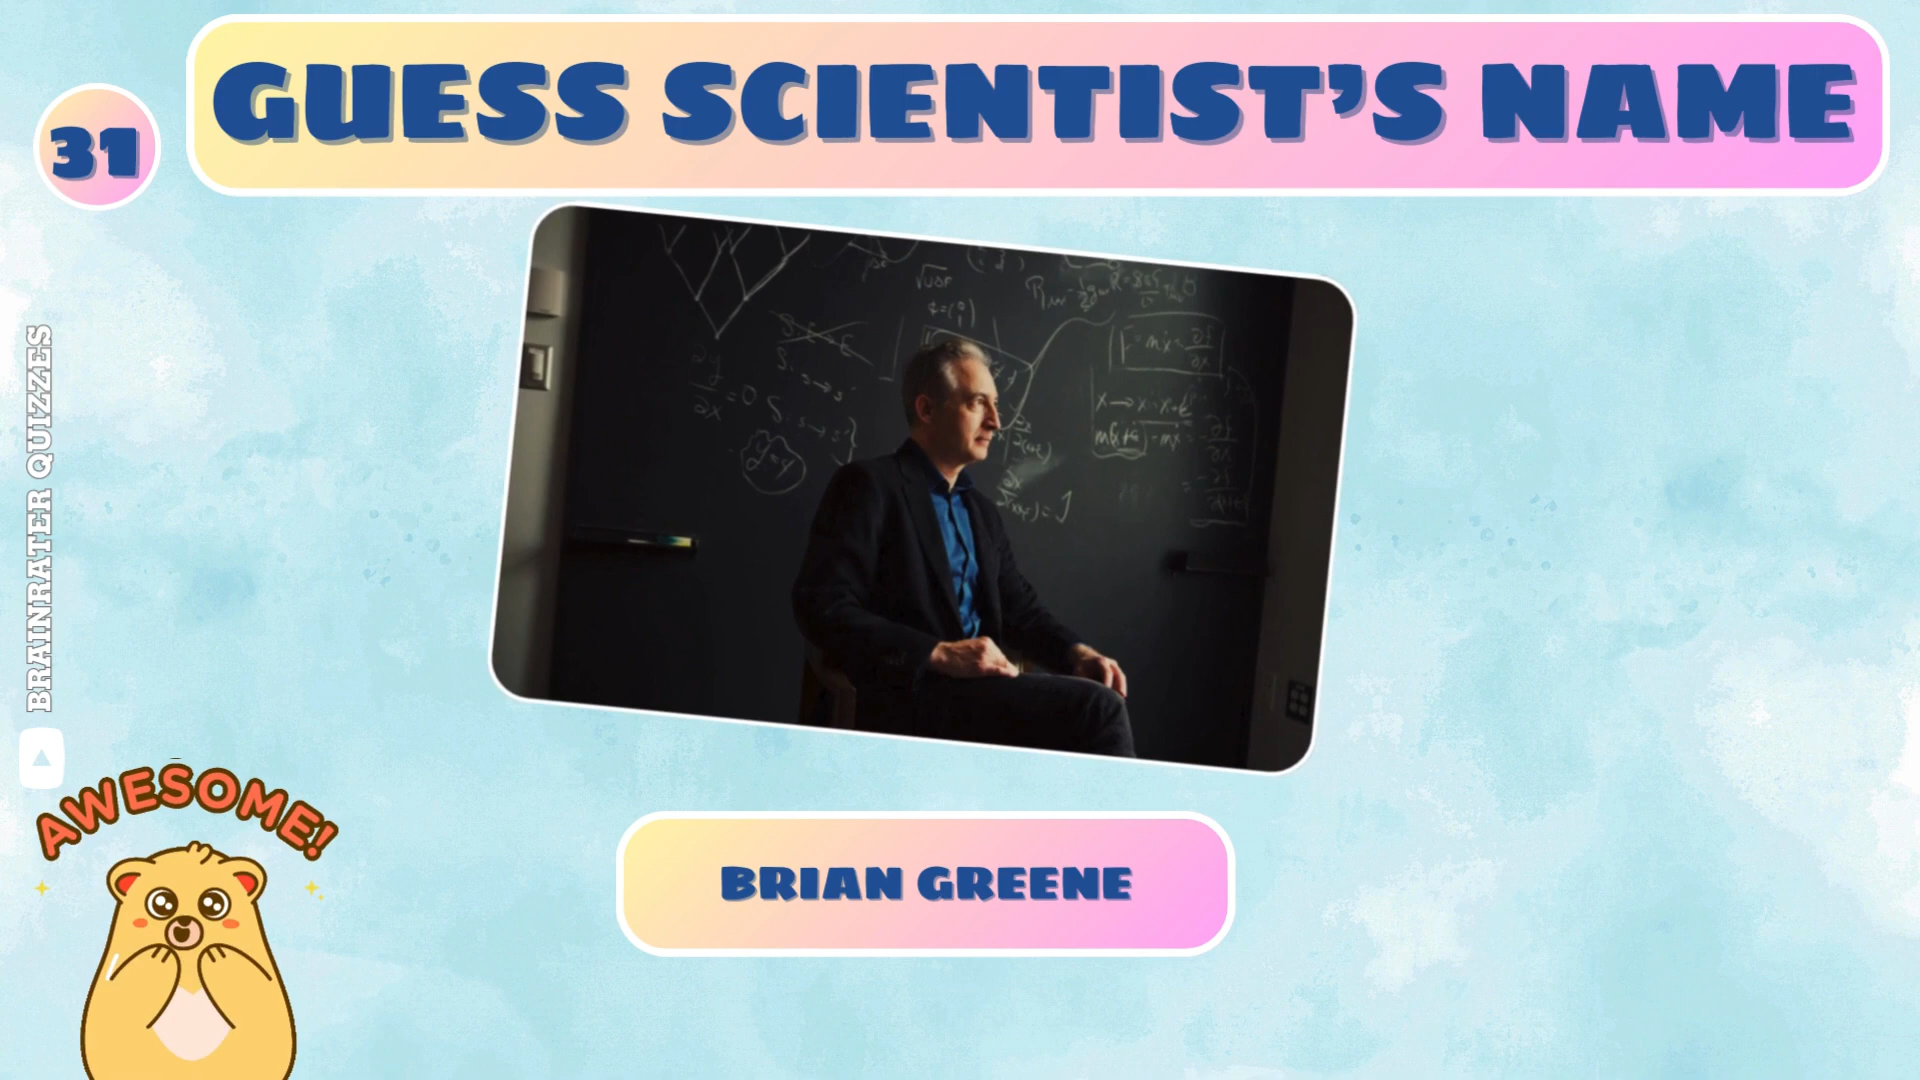 GUESS SCIENTIST'S NAME
31
BRAINRATER QUIZZES
AWESOME!
BRIAN GREENE